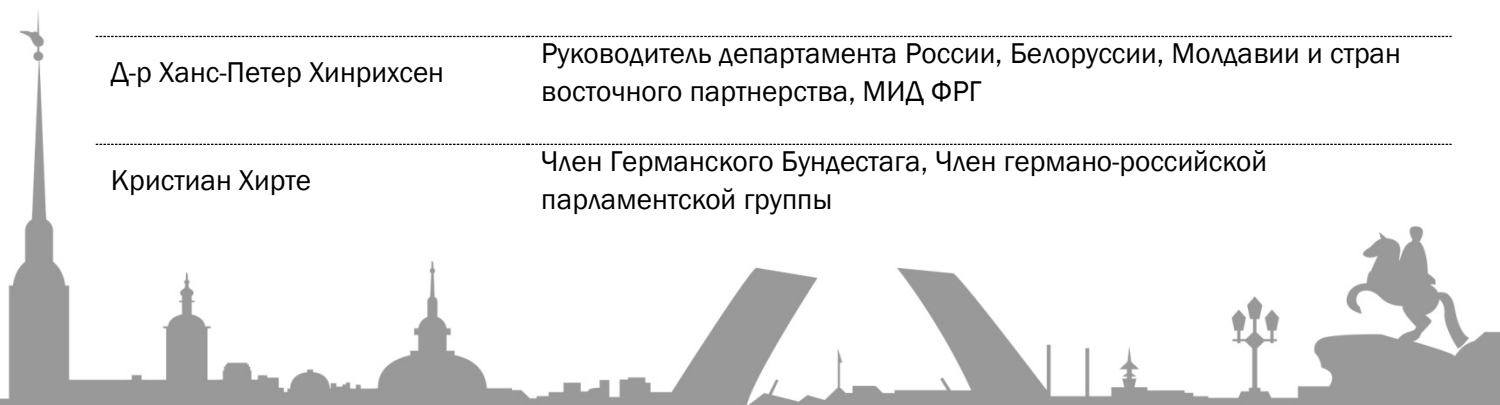 Д-р Ханс-Петер Хинрихсен
Руководитель департамента России, Белоруссии, Молдавии и стран
восточного партнерства, МИД ФРГ
Кристиан Хирте
Член Германского Бундестага, Член германо-российской
парламентской группы